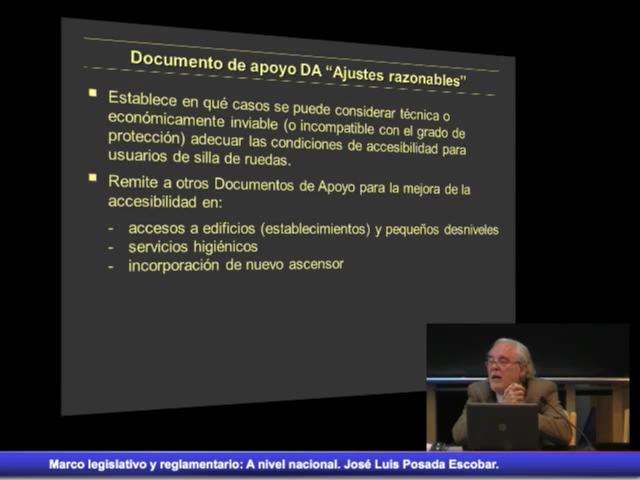 Documento de apoyo DA “Ajustes razonables”
Establece en qué casos se puede considerar técnica o
económicamente inviable (o incompatible con el grado de
protección) adecuar las condiciones de accesibilidad para
usuarios de silla de ruedas.
Remite a otros Documentos de Apoyo para la mejora de la
accesibilidad en:
- accesos a edificios (establecimientos) y pequeños desniveles
- servicios higiénicos
- incorporación de nuevo ascensor
Marco legislativo y reglamentario: A nivel nacional. José Luis Posada Escobar.